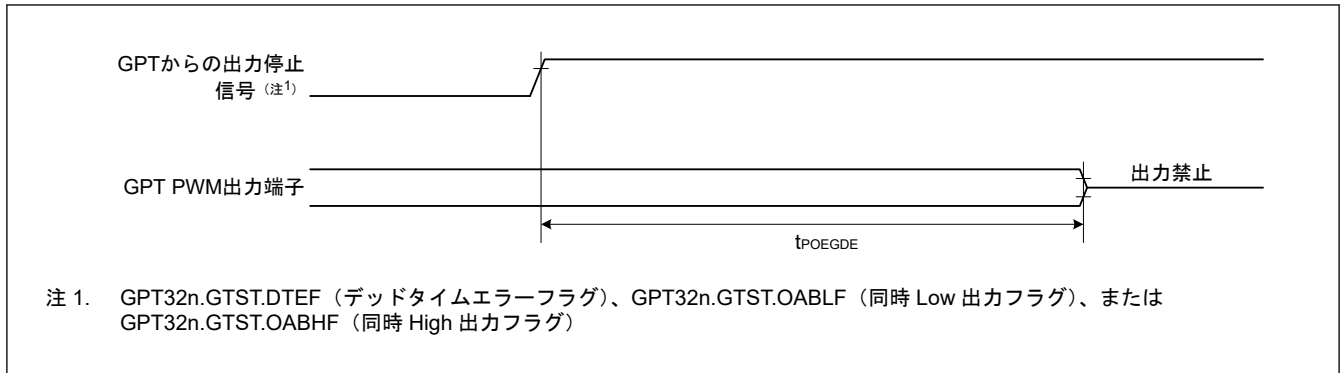 GPTからの出力停止
信号（注1）
GPT PWM出力端子
出力禁止
tPOEGDE
注 1. GPT32n.GTST.DTEF（デッドタイムエラーフラグ）、GPT32n.GTST.OABLF（同時 Low 出力フラグ）、または
GPT32n.GTST.OABHF（同時 High 出力フラグ）